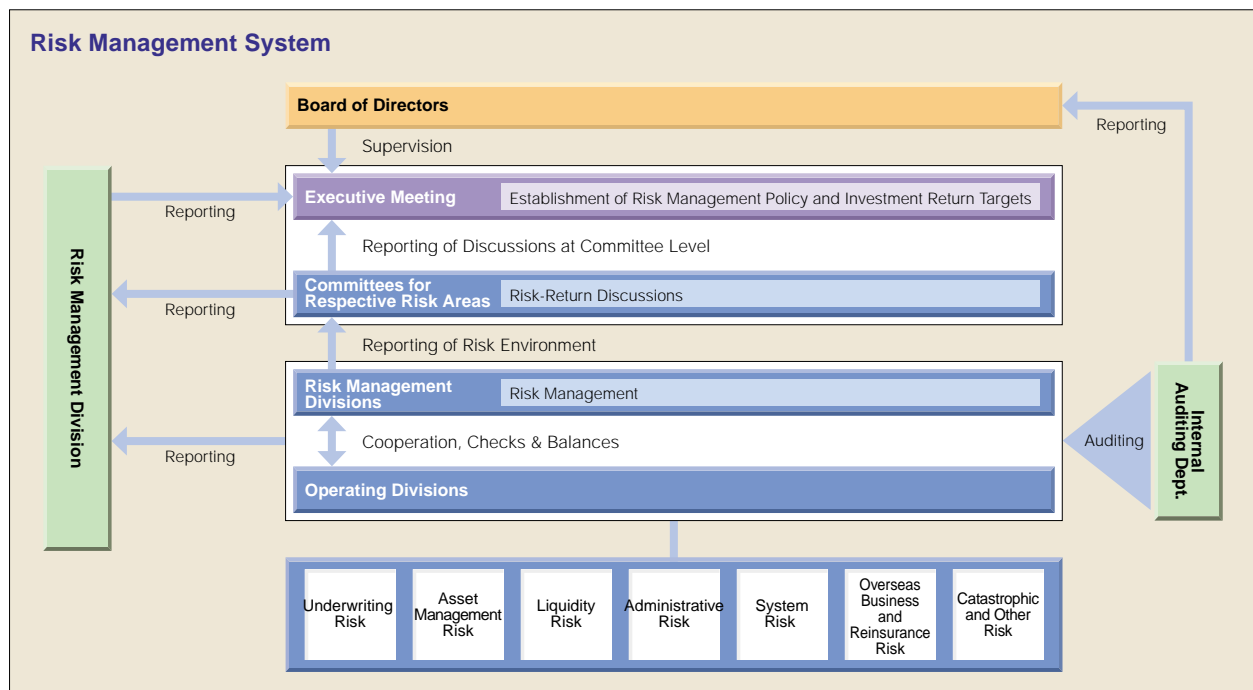 Risk Management System
Board of Directors
Reporting
Supervision
Executive Meeting
Establishment of Risk Management Policy and Investment Return Targets
Reporting
Reporting of Discussions at Committee Level
Committees for
Respective Risk Areas
Risk-Return Discussions
Reporting
Reporting of Risk Environment
Risk Management
Divisions
Risk Management
Cooperation, Checks & Balances
Reporting
Operating Divisions
Risk Management Division
Auditing
Internal
Auditing Dept.
Underwriting
Risk
Asset
Management
Risk
Liquidity
Risk
Administrative
Risk
System
Risk
Overseas
Business
and
Reinsurance
Risk
Catastrophic
and Other
Risk